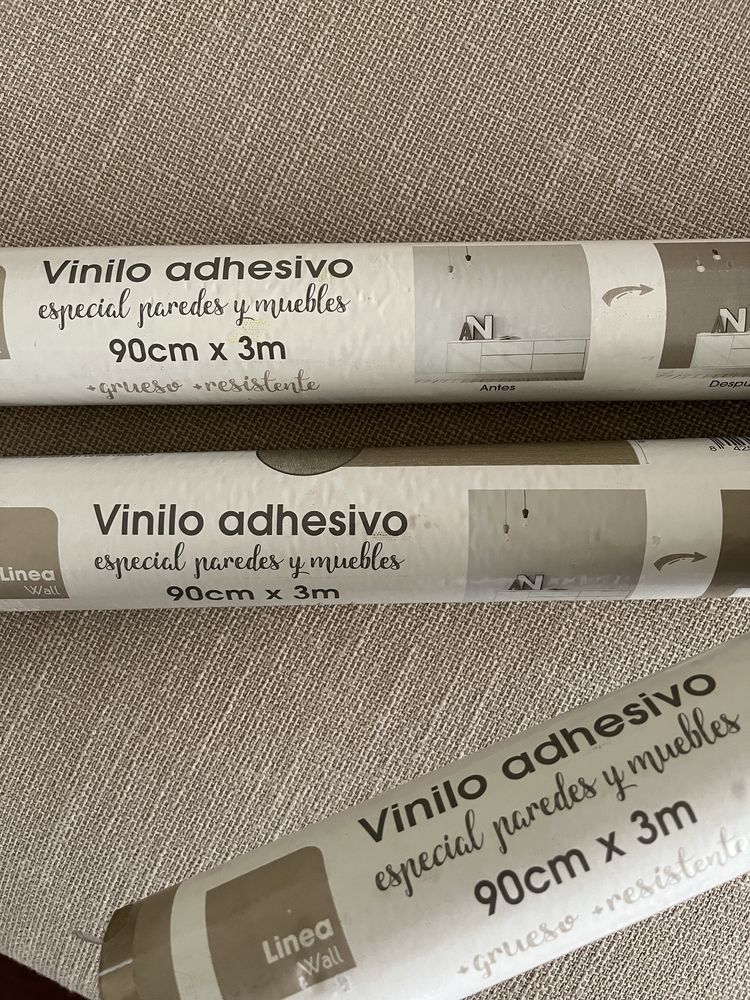 Vinilo adhesivo
especial paredes y muebles
90cm x 3m
+grueso +resistente
Antes
Linea
Wall
Vinilo adhesivo
especial paredes y muebles
90cm x 3m
Linea
Wall
Vinilo adhesivo
especial paredes y muebles
90cm x 3m
+grueso +resistente